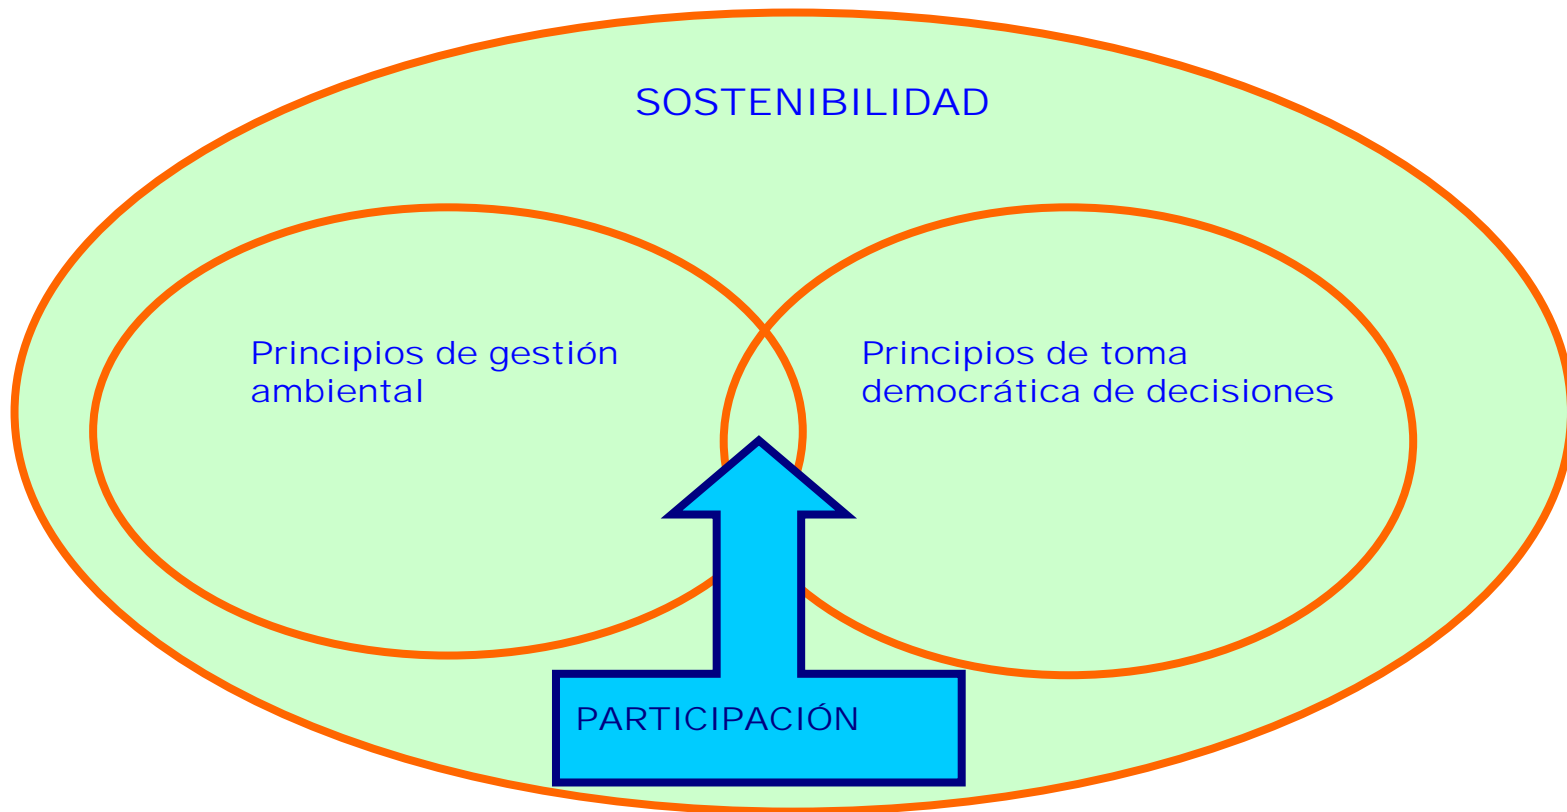 SOSTENIBILIDAD
Principios de gestión
ambiental
Principios de toma
democrática de decisiones
PARTICIPACIÓN